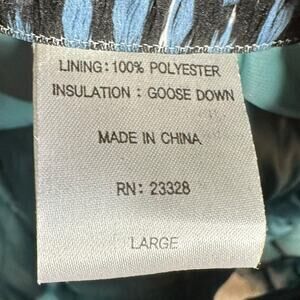 LINING: 100% POLYESTER
INSULATION : GOOSE DOWN
MADE IN CHINA
RN: 23328
LARGE